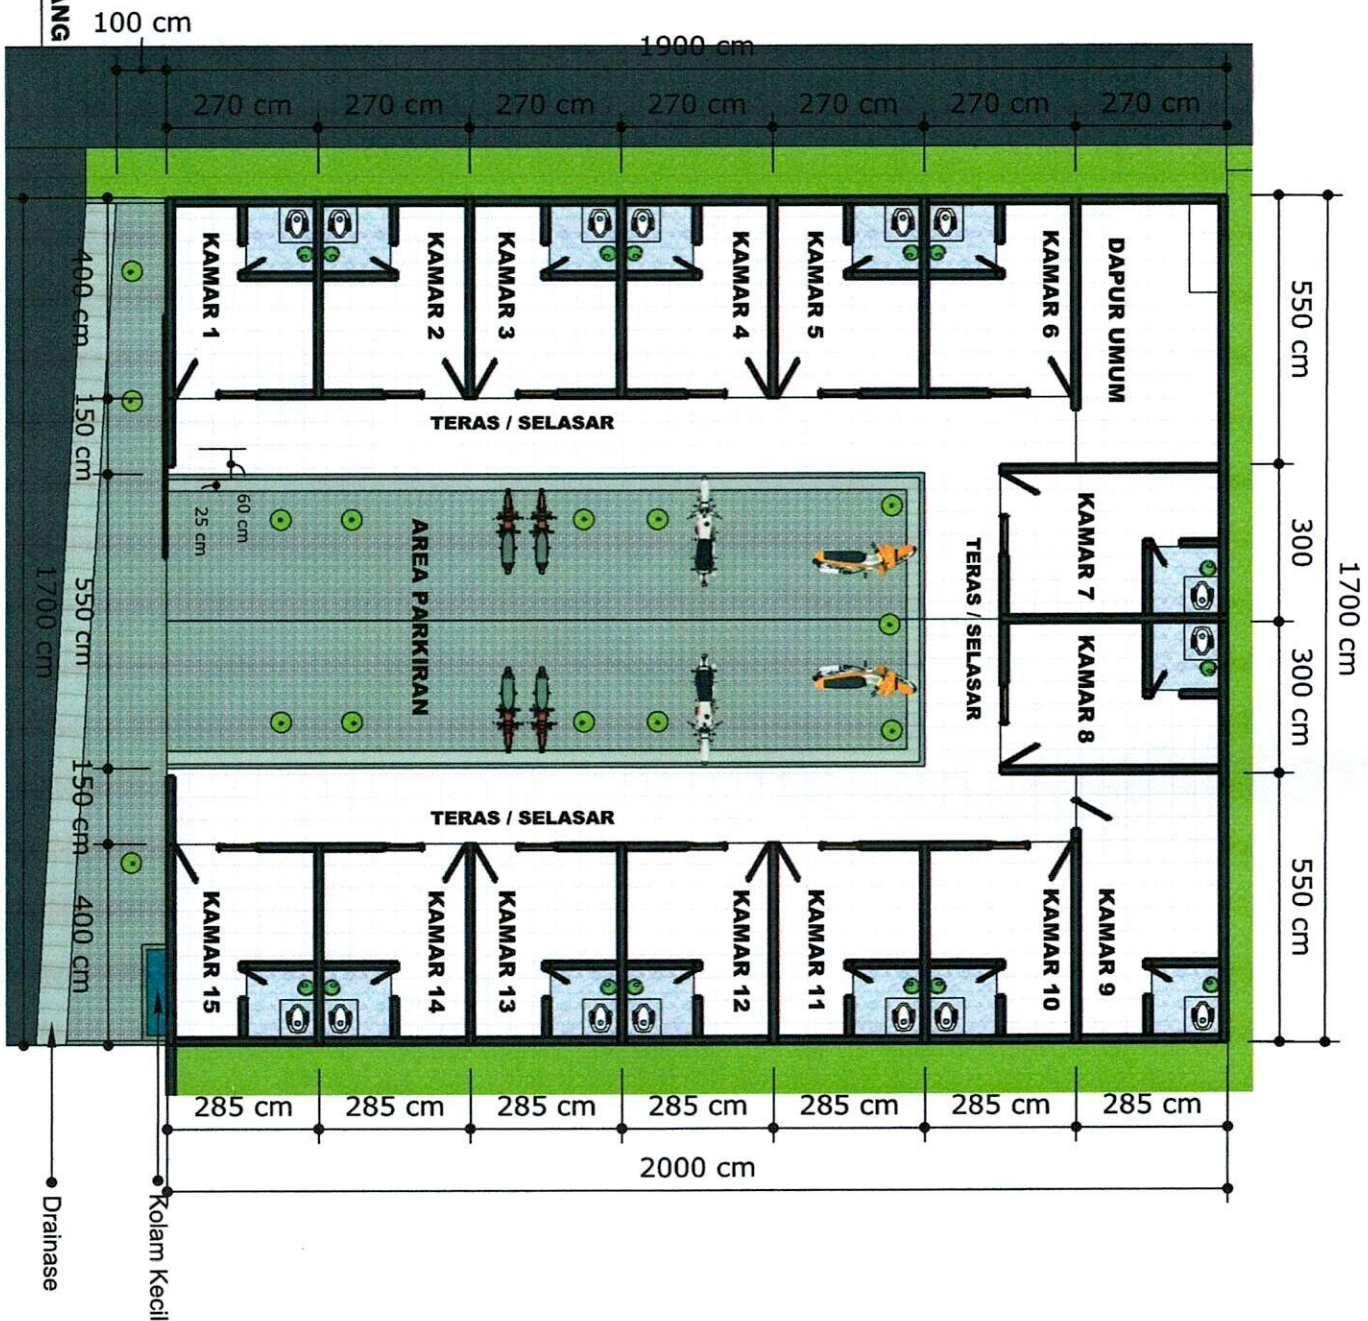 ANG
100 cm
1900 cm
270 cm 270 cm 270 cm 270 cm 270 cm 270 cm 270 cm
KAMAR 1
KAMAR 2
KAMAR 3
KAMAR 4
KAMAR 5
KAMAR 6
DAPUR UMUM
TERAS / SELASAR
60 cm
25 cm
AREA PARKIRAN
TERAS / SELASAR
KAMAR 7
KAMAR 8
TERAS / SELASAR
KAMAR 15
KAMAR 14
KAMAR 13
KAMAR 12
KAMAR 11
KAMAR 10
KAMAR 9
400 cm
150 cm
550 cm
150 cm
400 cm
1700 cm
550 cm
300
300 cm
550 cm
1700 cm
285 cm 285 cm 285 cm 285 cm 285 cm 285 cm 285 cm
2000 cm
Kolam Kecil
Drainase